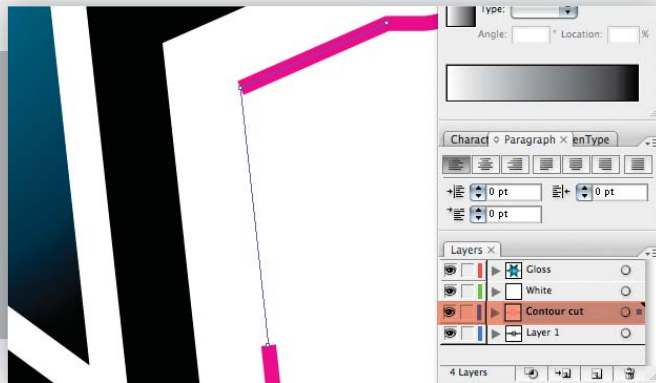 Type:
Angle: ° Location: %
Charact Paragraph × enType
0 pt 0 pt
0 pt
Layers ×
Gloss
White
Contour cut
Layer 1
4 Layers